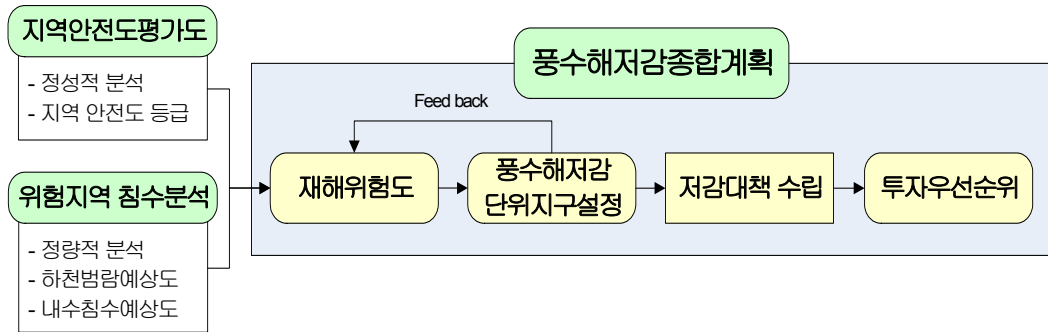 지역안전도평가도
- 정성적 분석
- 지역 안전도 등급
위험지역 침수분석
- 정량적 분석
- 하천범람예상도
- 내수침수예상도
풍수해저감종합계획
Feed back
재해위험도
풍수해저감
단위지구설정
저감대책 수립
투자우선순위